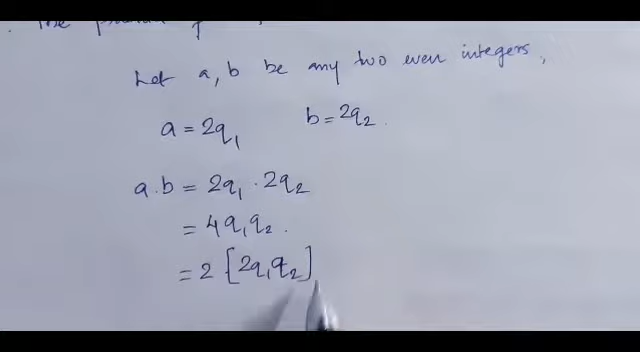 Let a, b be any two even integers,
a = 2q₁ b = 2q₂.
a.b = 2q₁ . 2q₂
= 4q₁q₂.
= 2 [2q₁q₂]